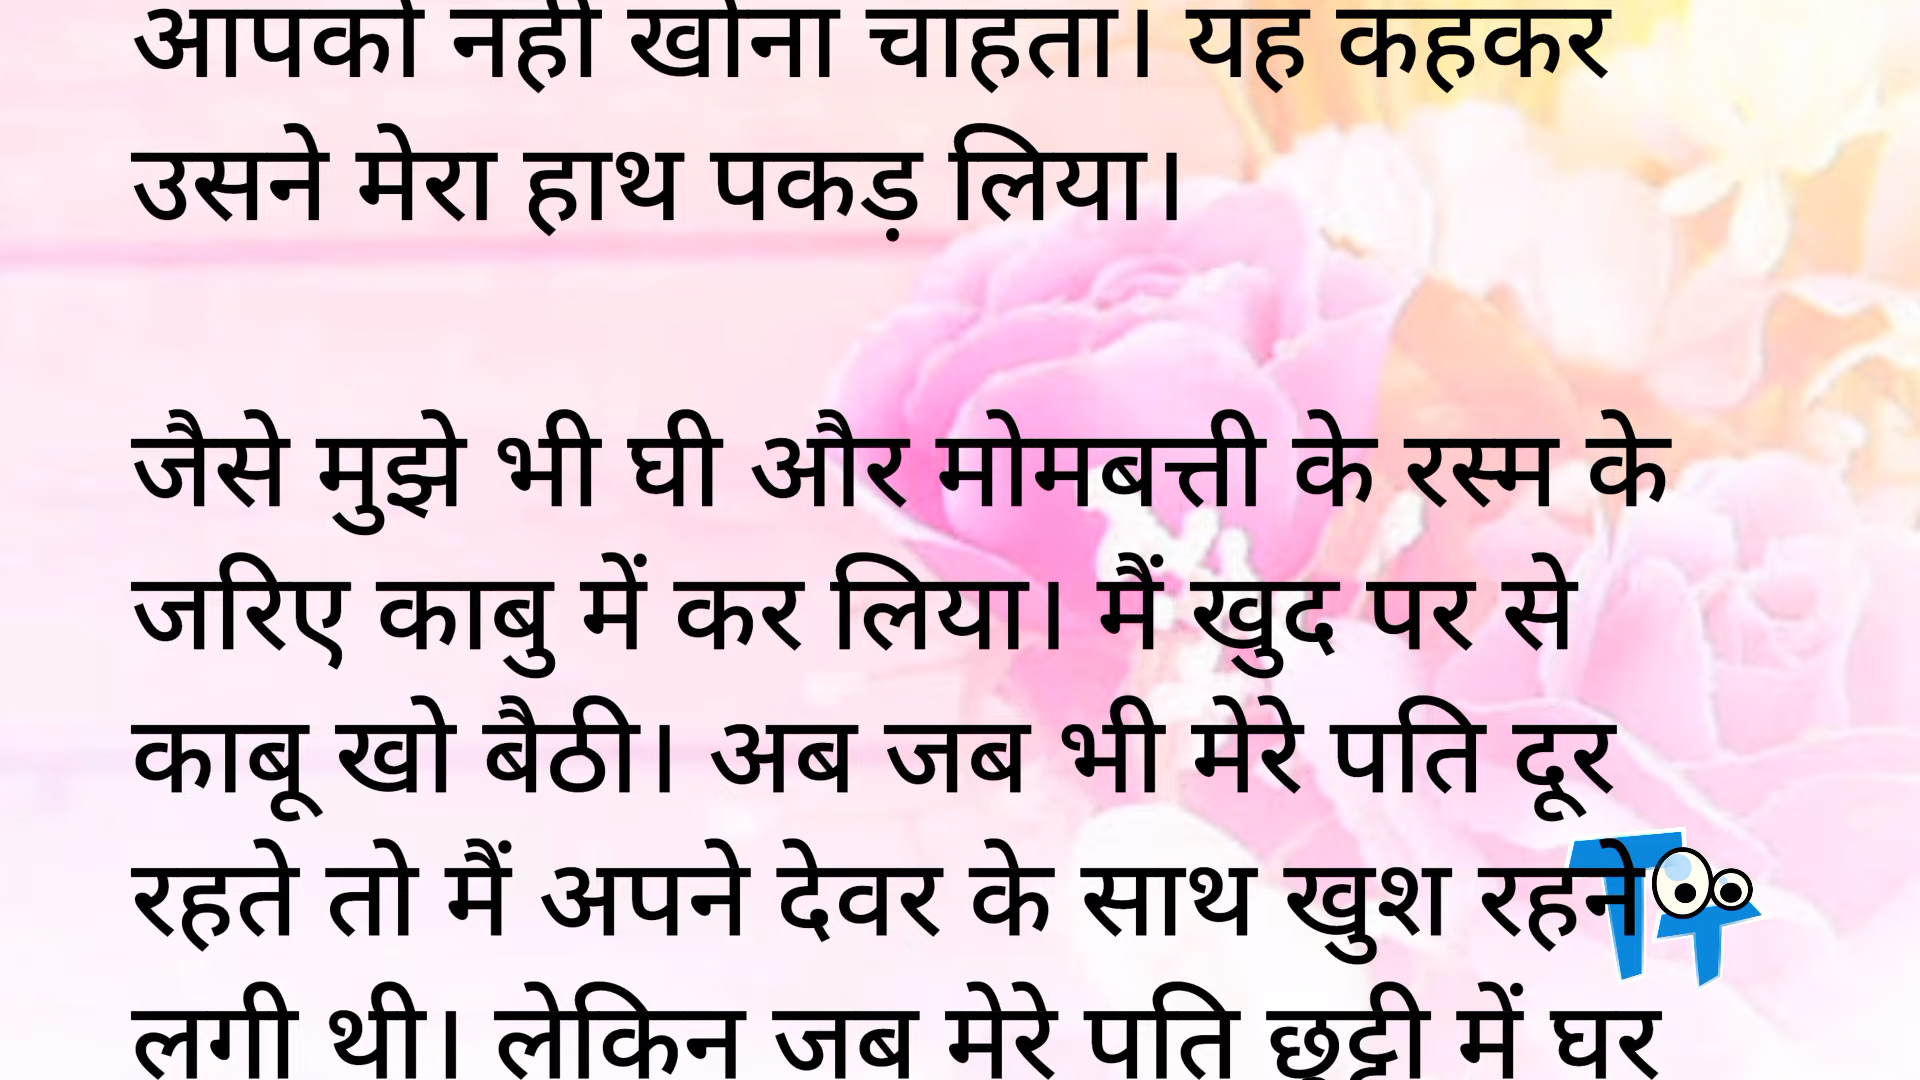 आपको नहीं खोना चाहता। यह कहकर
उसने मेरा हाथ पकड़ लिया।
जैसे मुझे भी घी और मोमबत्ती के रस्म के
जरिए काबु में कर लिया। मैं खुद पर से
काबू खो बैठी। अब जब भी मेरे पति दूर
रहते तो मैं अपने देवर के साथ खुश रहने
लगी थी। लेकिन जब मेरे पति छुट्टी में घर